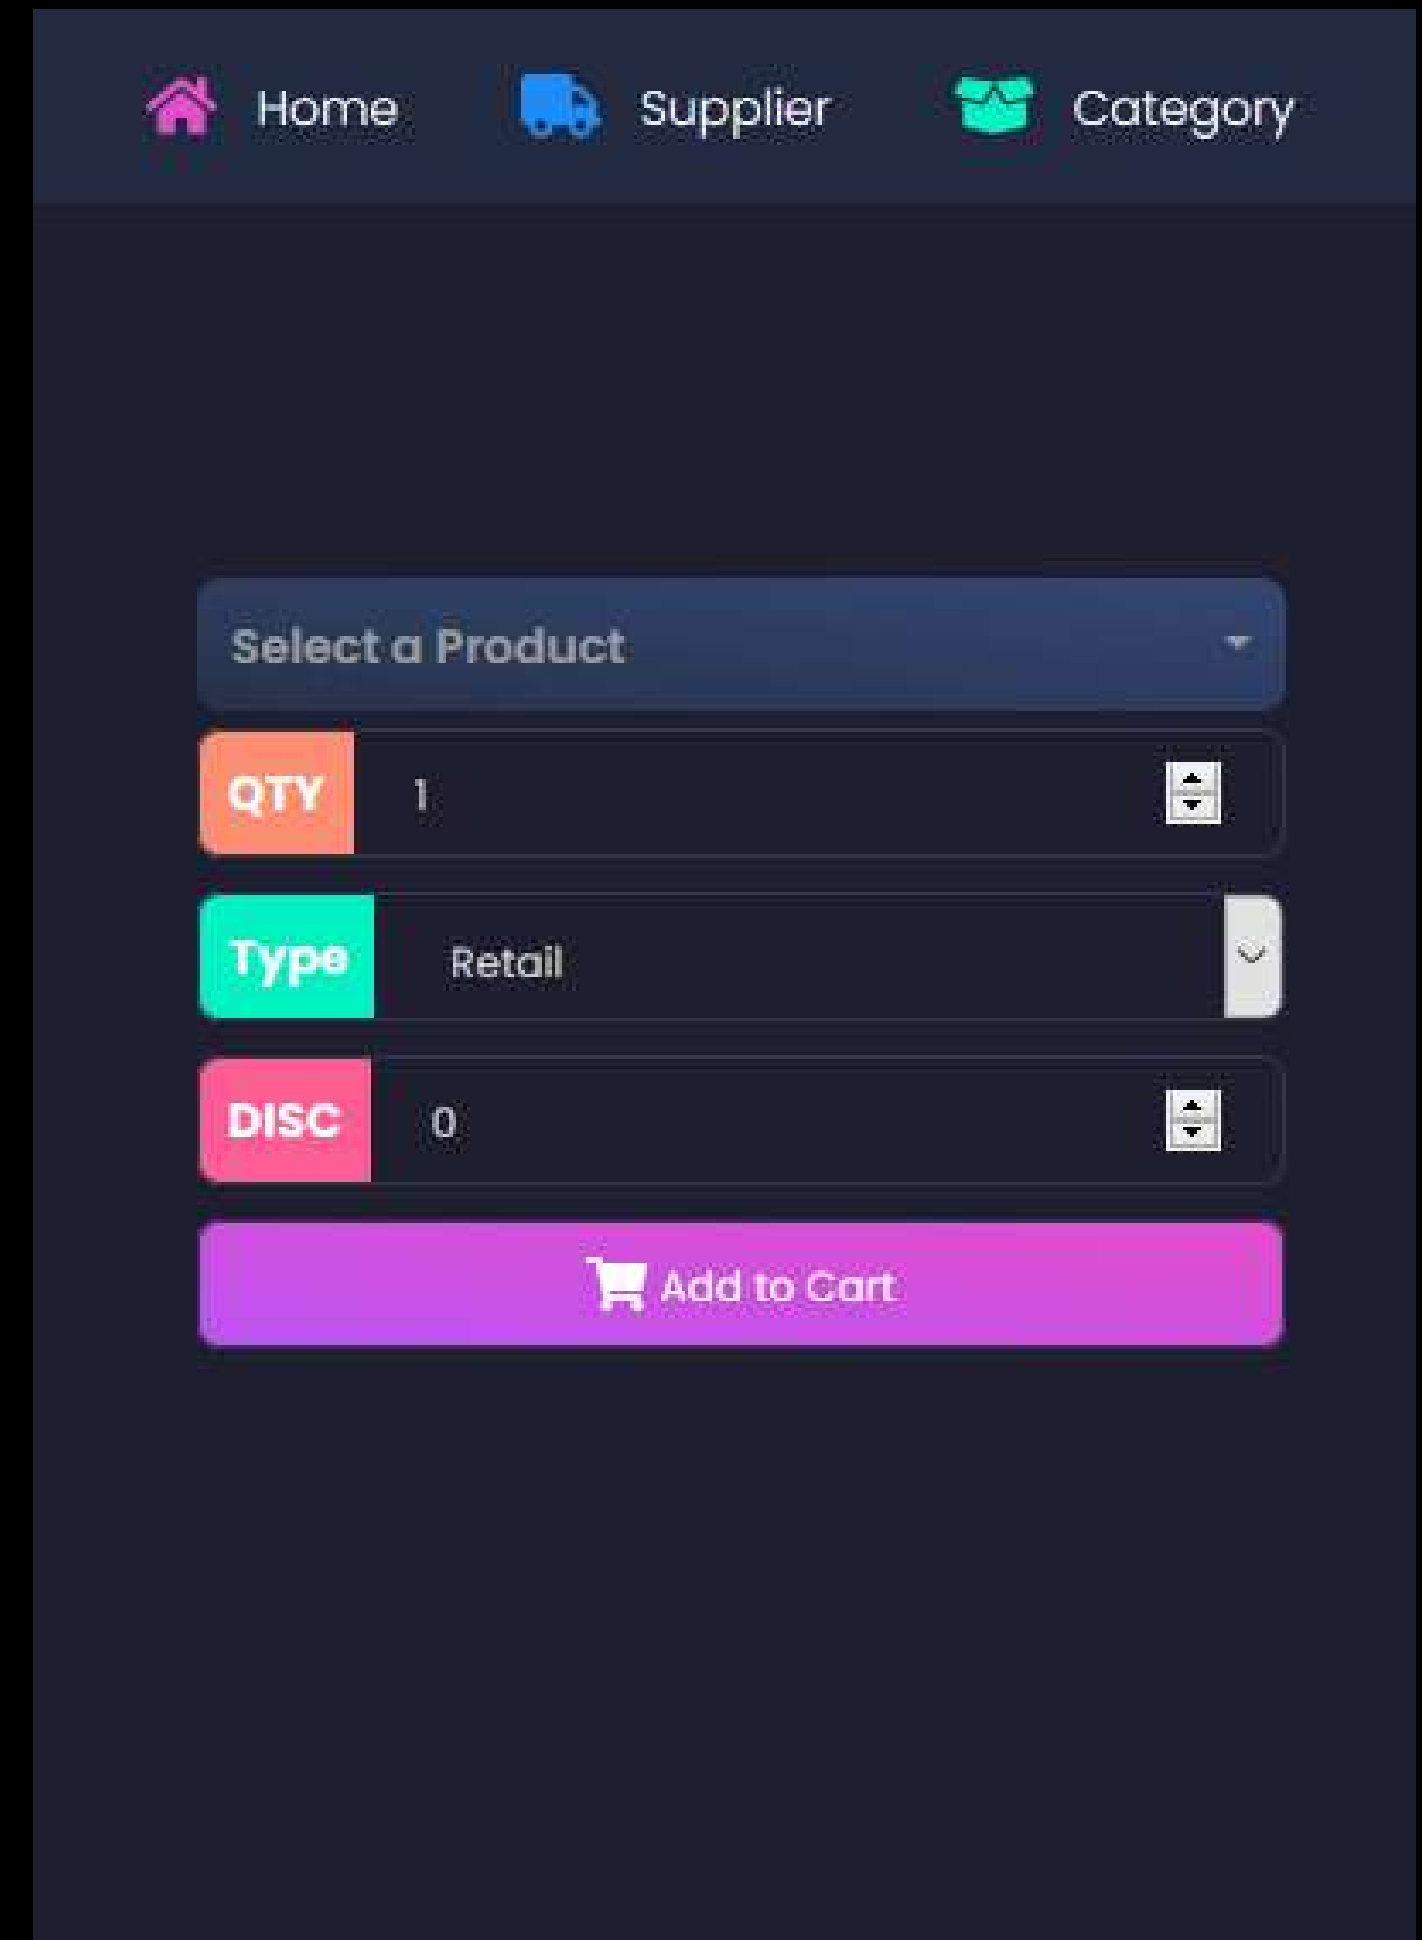 Home Supplier Category
Select a Product
QTY 1
Type Retail
DISC 0
Add to Cart